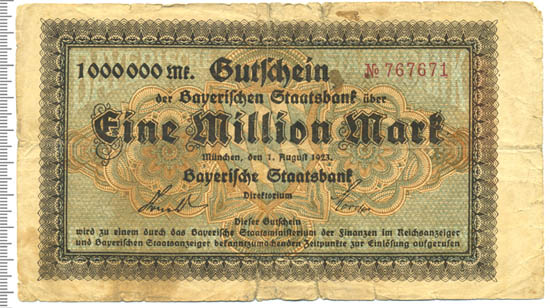 1000000 Mk. Gutschein № 767671
der Bayerischen Staatsbank über
Eine Million Mark
München, den 1. August 1923.
Bayerische Staatsbank
Direktorium
Dieser Gutschein
wird zu einem durch das Bayerische Staatsministerium der Finanzen im Reichsanzeiger
und Bayerischen Staatsanzeiger bekanntzumachenden Zeitpunkte zur Einlösung aufgerufen